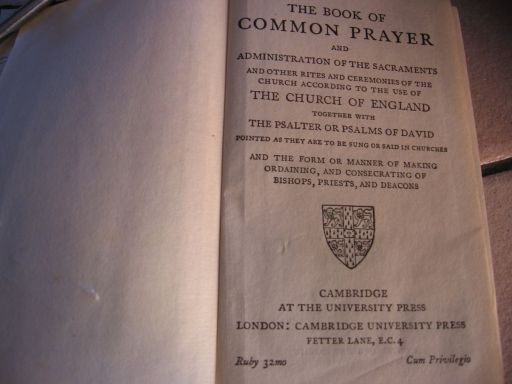 THE BOOK OF
COMMON PRAYER
AND
ADMINISTRATION OF THE SACRAMENTS
AND OTHER RITES AND CEREMONIES OF THE
CHURCH ACCORDING TO THE USE OF
THE CHURCH OF ENGLAND
TOGETHER WITH
THE PSALTER OR PSALMS OF DAVID
POINTED AS THEY ARE TO BE SUNG OR SAID IN CHURCHES
AND THE FORM OR MANNER OF MAKING
ORDAINING, AND CONSECRATING OF
BISHOPS, PRIESTS, AND DEACONS
CAMBRIDGE
AT THE UNIVERSITY PRESS
LONDON: CAMBRIDGE UNIVERSITY PRESS
FETTER LANE, E.C. 4
Ruby 32mo Cum Privilegio